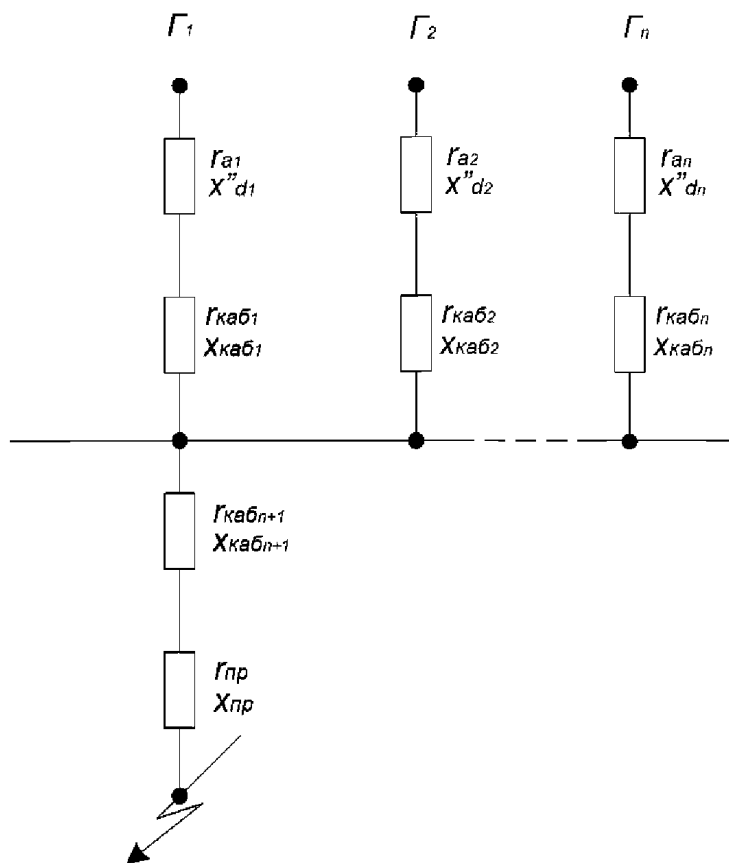 Г1 Г2 Гn
ra1
x"d1
ra2
x"d2
ran
x"dn
rкаб1
xкаб1
rкаб2
xкаб2
rкабn
xкабn
rкабn+1
xкабn+1
rпр
xпр